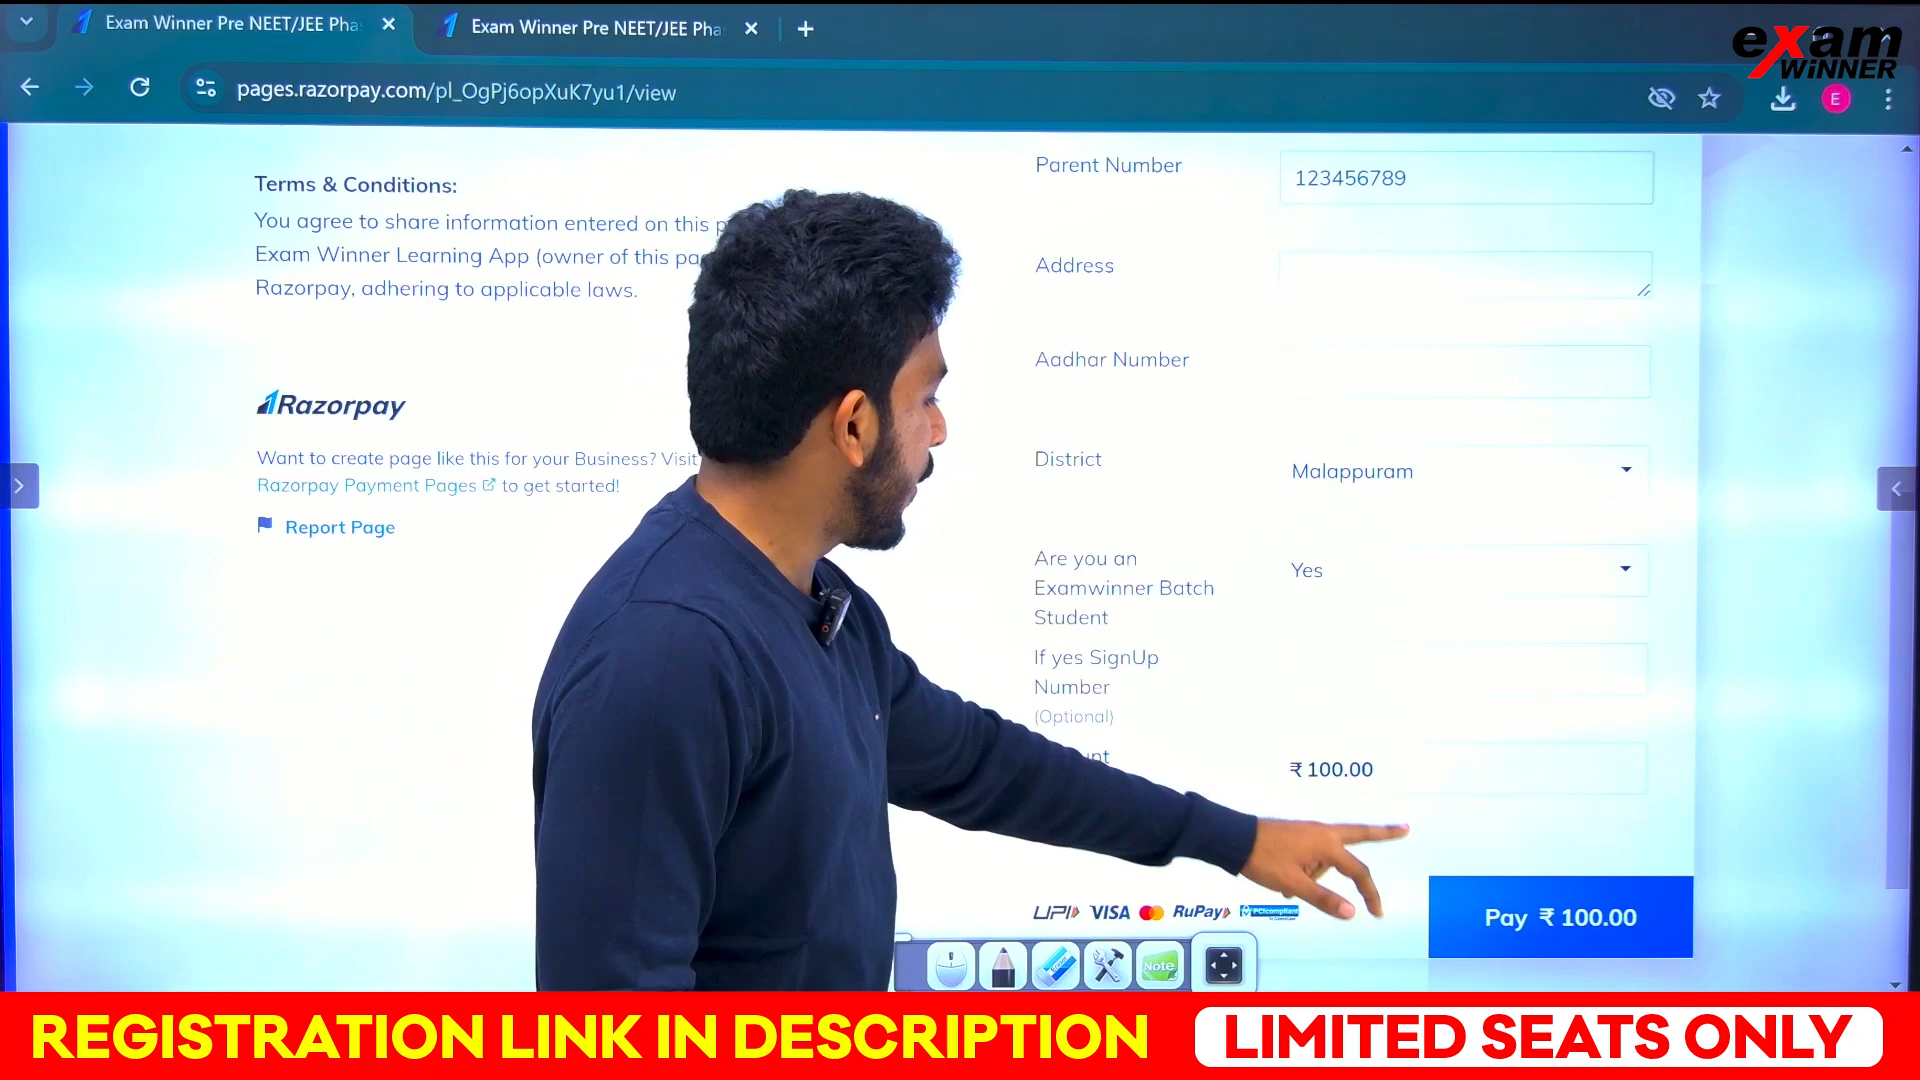 Exam Winner Pre NEET/JEE Pha
Exam Winner Pre NEET/JEE Pha
exam
WiNNER
pages.razorpay.com/pl_OgPj6opXuK7yu1/view
E
Terms & Conditions:
You agree to share information entered on this p
Exam Winner Learning App (owner of this pa
Razorpay, adhering to applicable laws.
Razorpay
Want to create page like this for your Business? Visit
Razorpay Payment Pages to get started!
Report Page
Parent Number
123456789
Address
Aadhar Number
District
Malappuram
Are you an
Examwinner Batch
Student
Yes
If yes SignUp
Number
(Optional)
₹ 100.00
UPI VISA RuPay PCI compliant
Pay ₹ 100.00
Note
REGISTRATION LINK IN DESCRIPTION
LIMITED SEATS ONLY